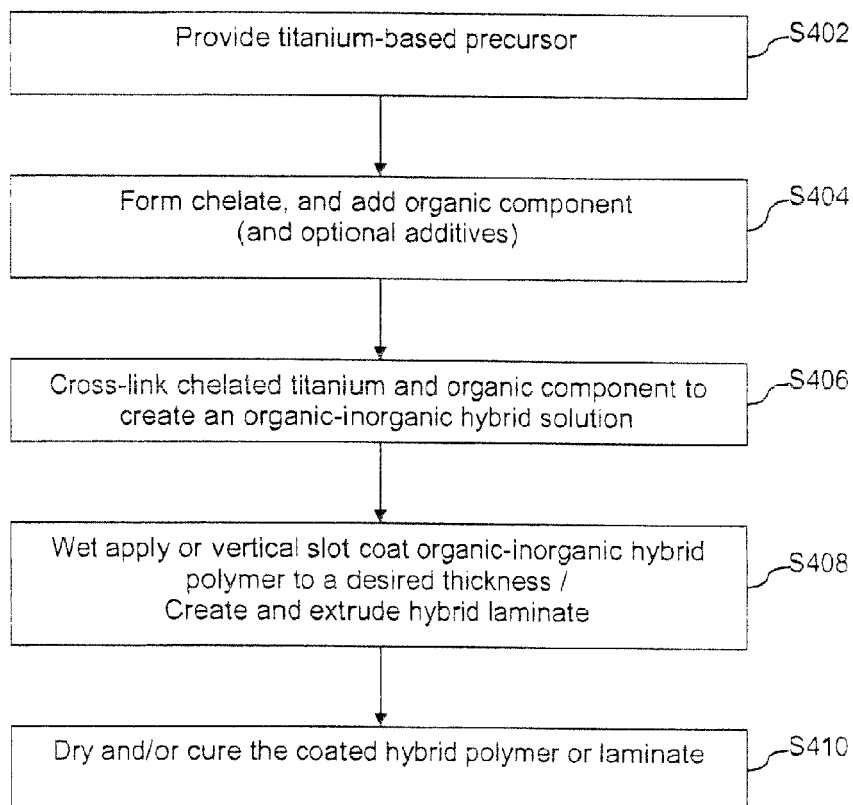 Provide titanium-based precursor
S402
Form chelate, and add organic component
(and optional additives)
S404
Cross-link chelated titanium and organic component to
create an organic-inorganic hybrid solution
S406
Wet apply or vertical slot coat organic-inorganic hybrid
polymer to a desired thickness /
Create and extrude hybrid laminate
S408
Dry and/or cure the coated hybrid polymer or laminate
S410